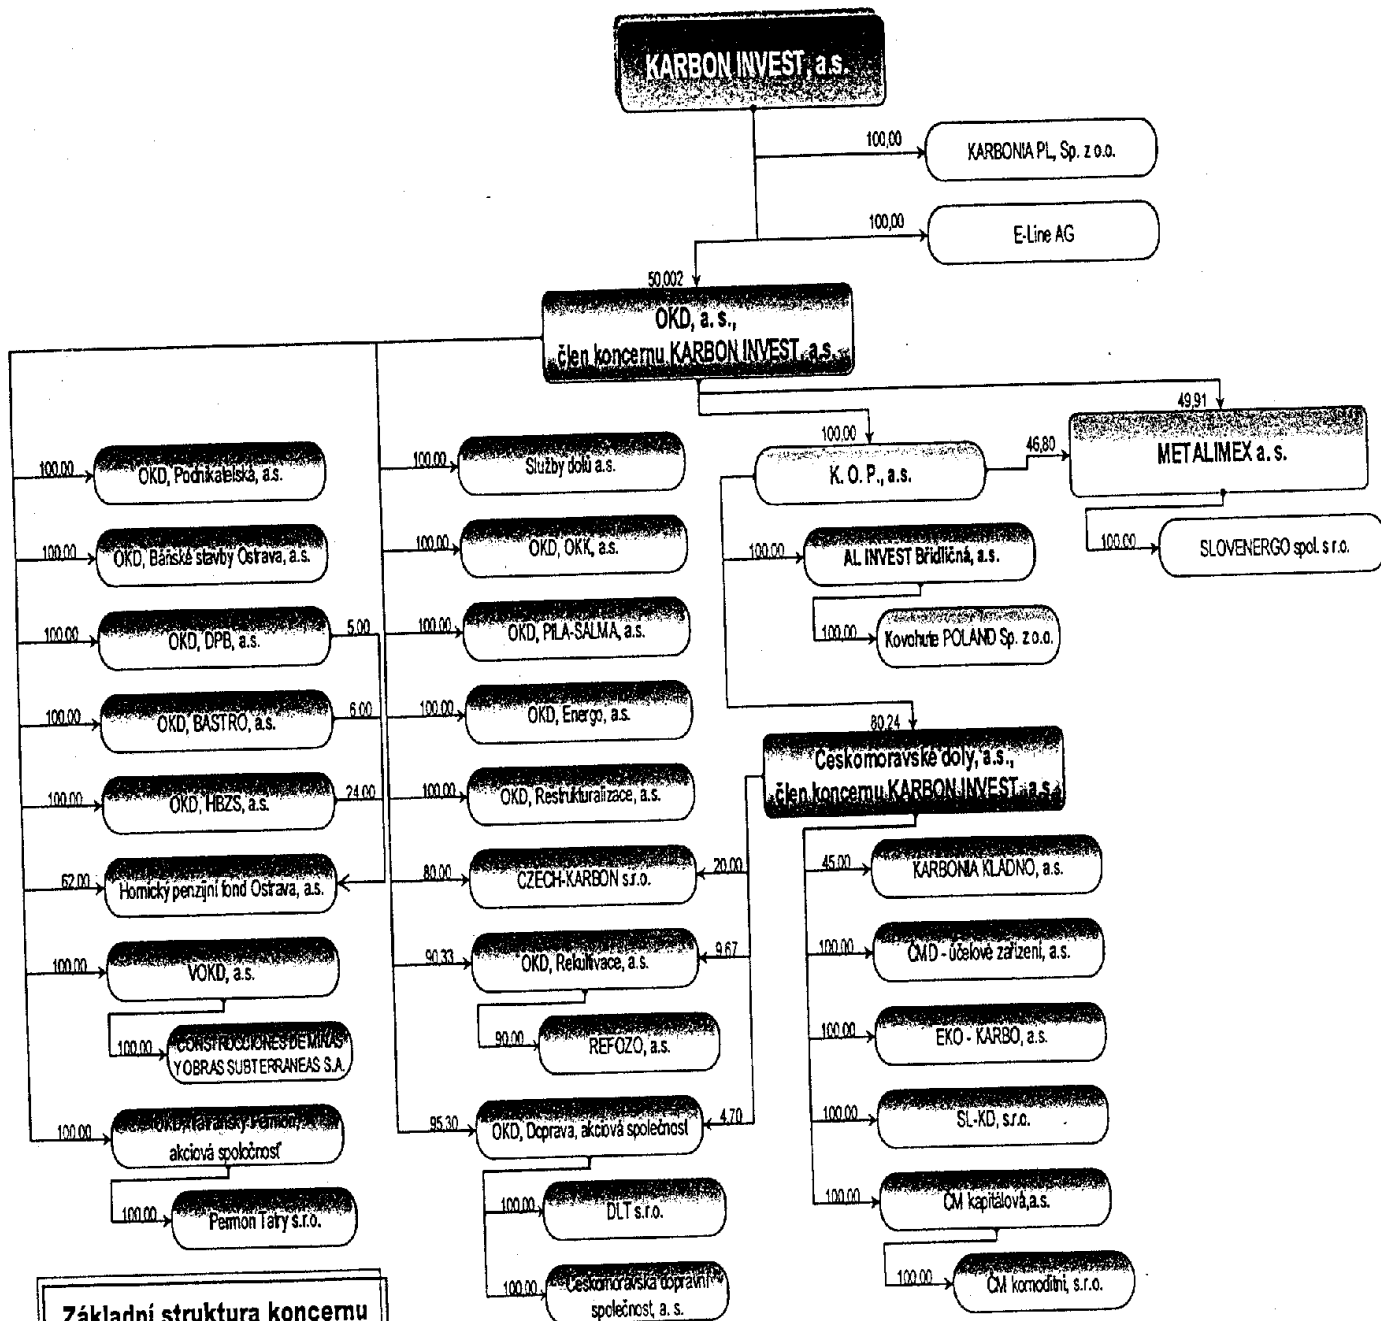 KARBON INVEST, a.s.
100,00
KARBONIA PL, Sp. z o.o.
100,00
E-Line AG
50,002
OKD, a. s.,
člen koncernu KARBON INVEST, a.s.
49,91
METALIMEX a. s.
100,00
K. O. P., a.s.
46,80
100,00
SLOVENERGO spol. s r.o.
100,00
AL INVEST Břidličná, a.s.
100,00
Kovohute POLAND Sp. z o.o.
80,24
Českomoravské doly, a.s.,
člen koncernu KARBON INVEST, a.s.
100,00
OKD, Podnikatelská, a.s.
100,00
OKD, Báňské stavby Ostrava, a.s.
100,00
OKD, DPB, a.s.
5,00
100,00
OKD, BASTRO, a.s.
6,00
100,00
OKD, HBZS, a.s.
24,00
62,00
Hornický penzijní fond Ostrava, a.s.
100,00
VOKD, a.s.
100,00
CONSTRUCCIONES DE MINAS
Y OBRAS SUBTERRANEAS S.A.
100,00
akciová spoločnosť
100,00
Permon Tatry s.r.o.
100,00
Služby dolů a.s.
100,00
OKD, OKK, a.s.
100,00
OKD, PILA-SALMA, a.s.
100,00
OKD, Energo, a.s.
100,00
OKD, Restrukturalizace, a.s.
80,00
CZECH-KARBON s.r.o.
20,00
90,33
OKD, Rekultivace, a.s.
9,67
90,00
REFOZO, a.s.
95,30
OKD, Doprava, akciová společnost
4,70
100,00
DLT s.r.o.
100,00
Českomoravská dopravní
společnost, a. s.
45,00
KARBONIA KLADNO, a.s.
100,00
ČMD - účelové zařízení, a.s.
100,00
EKO - KARBO, a.s.
100,00
SL-KD, s.r.o.
100,00
ČM kapitálová,a.s.
100,00
ČM komoditní, s.r.o.
Základní struktura koncernu